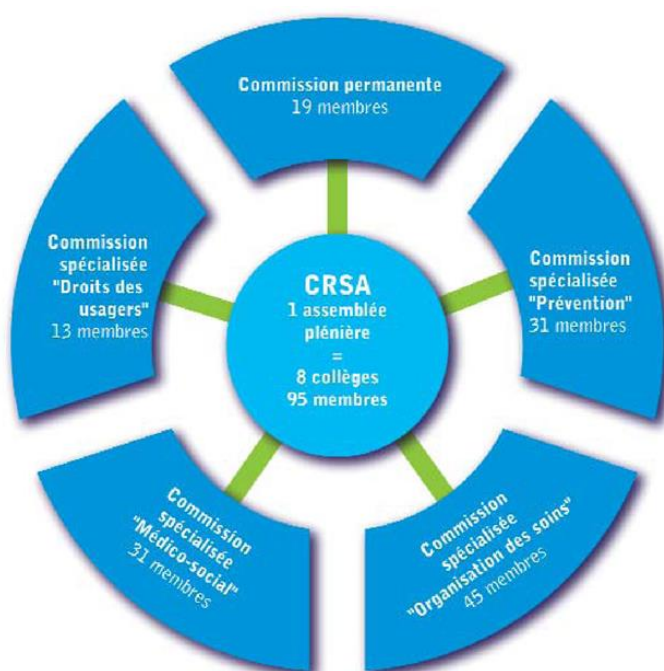 Commission permanente
19 membres
Commission
spécialisée
"Droits des
usagers"
13 membres
CRSA
1 assemblée
plénière
=
8 collèges
95 membres
Commission
spécialisée
"Prévention"
31 membres
Commission
spécialisée
"Médico-social"
31 membres
Commission
spécialisée
"Organisation des soins"
45 membres